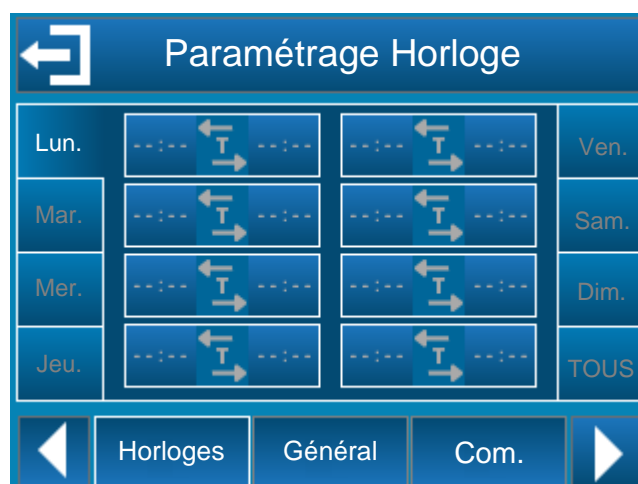 Paramétrage Horloge
Lun. --:-- T --:-- --:-- T --:-- Ven.
Mar. --:-- T --:-- --:-- T --:-- Sam.
Mer. --:-- T --:-- --:-- T --:-- Dim.
Jeu. --:-- T --:-- --:-- T --:-- TOUS
Horloges Général Com.